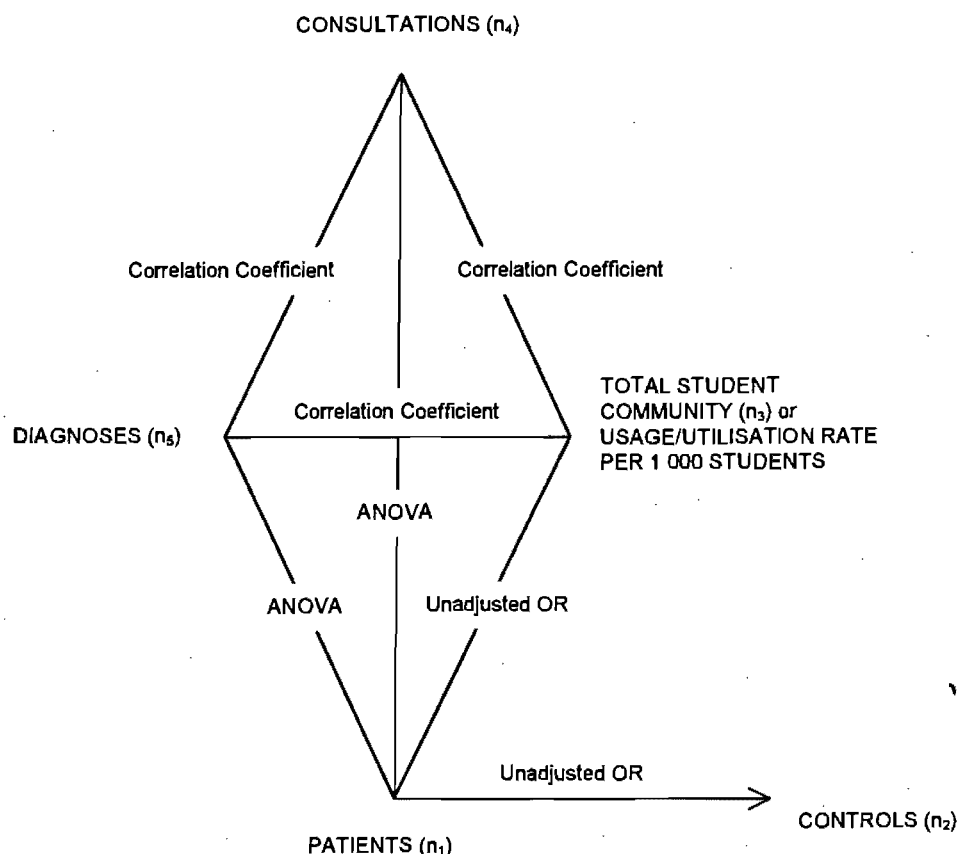 CONSULTATIONS (n₄)
Correlation Coefficient
Correlation Coefficient
Correlation Coefficient
DIAGNOSES (n₅)
TOTAL STUDENT
COMMUNITY (n₃) or
USAGE/UTILISATION RATE
PER 1 000 STUDENTS
ANOVA
ANOVA
Unadjusted OR
Unadjusted OR
CONTROLS (n₂)
PATIENTS (n₁)